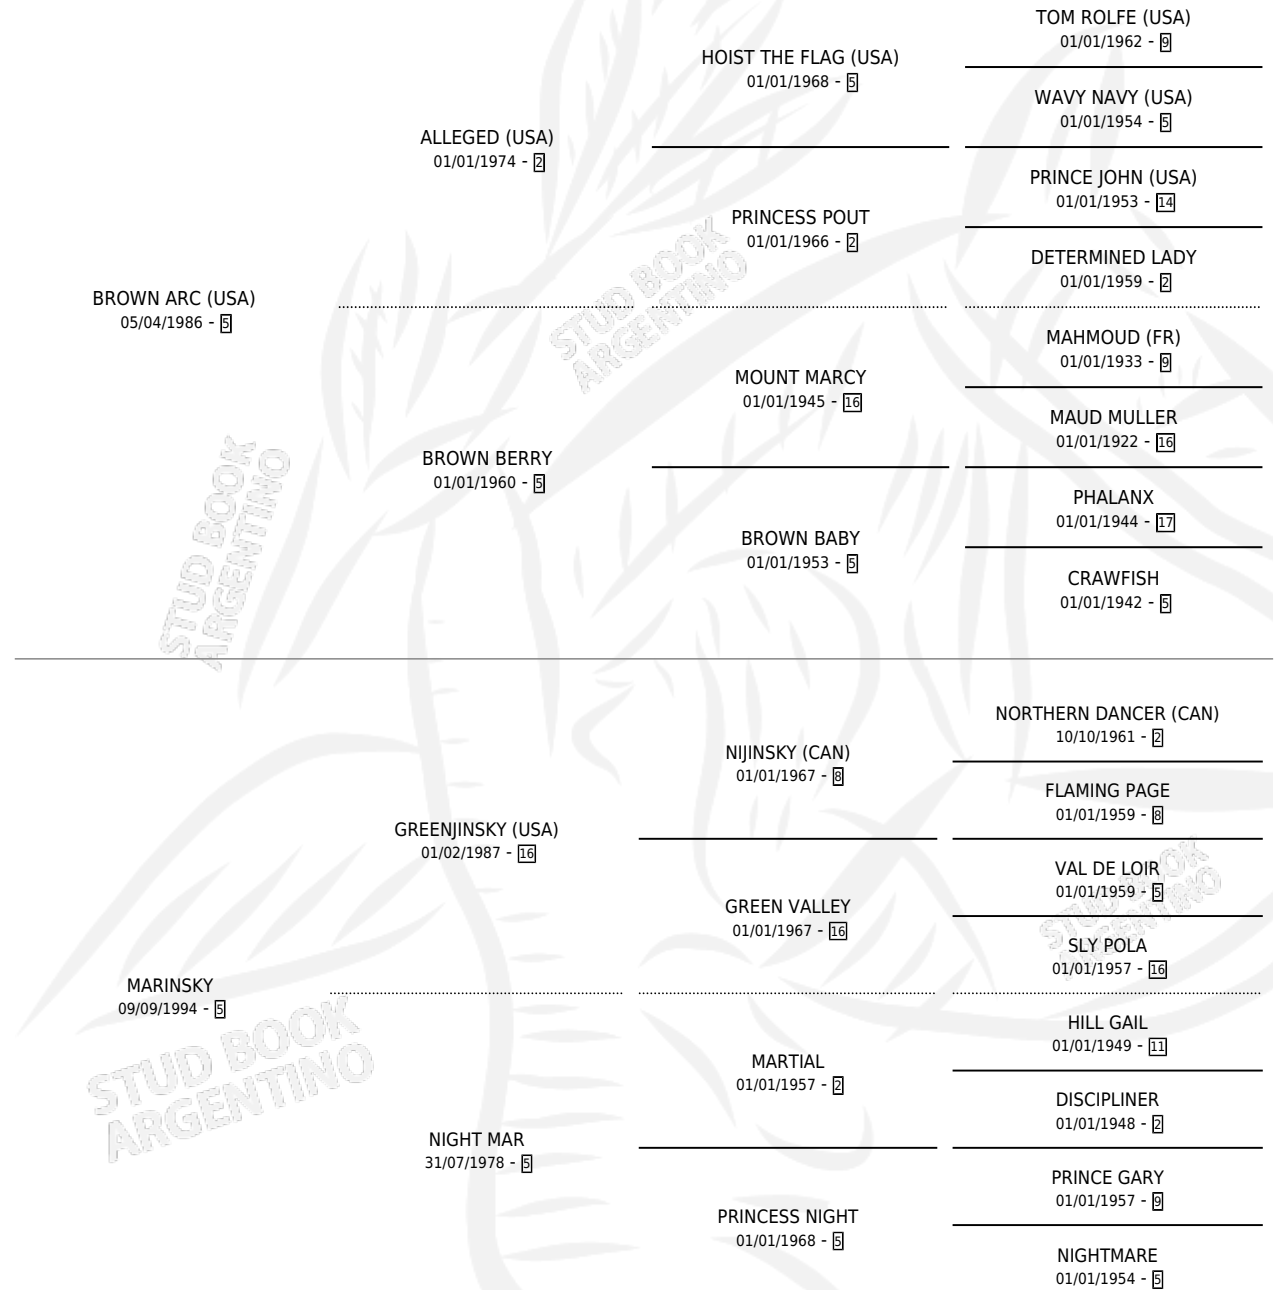 TOM ROLFE (USA)
01/01/1962 - 9
HOIST THE FLAG (USA)
01/01/1968 - 5
WAVY NAVY (USA)
01/01/1954 - 5
ALLEGED (USA)
01/01/1974 - 2
PRINCE JOHN (USA)
01/01/1953 - 14
PRINCESS POUT
01/01/1966 - 2
DETERMINED LADY
01/01/1959 - 2
STUD BOOK
ARGENTINO
BROWN ARC (USA)
05/04/1986 - 5
MAHMOUD (FR)
01/01/1933 - 9
MOUNT MARCY
01/01/1945 - 16
MAUD MULLER
01/01/1922 - 16
BROWN BERRY
01/01/1960 - 5
PHALANX
01/01/1944 - 17
BROWN BABY
01/01/1953 - 5
CRAWFISH
01/01/1942 - 5
STUD BOOK
ARGENTINO
NORTHERN DANCER (CAN)
10/10/1961 - 2
NIJINSKY (CAN)
01/01/1967 - 8
FLAMING PAGE
01/01/1959 - 8
GREENJINSKY (USA)
01/02/1987 - 16
VAL DE LOIR
01/01/1959 - 5
GREEN VALLEY
01/01/1967 - 16
STUD BOOK
ARGENTINO
SLY POLA
01/01/1957 - 16
MARINSKY
09/09/1994 - 5
STUD BOOK
ARGENTINO
HILL GAIL
01/01/1949 - 11
MARTIAL
01/01/1957 - 2
DISCIPLINER
01/01/1948 - 2
NIGHT MAR
31/07/1978 - 5
PRINCE GARY
01/01/1957 - 9
PRINCESS NIGHT
01/01/1968 - 5
NIGHTMARE
01/01/1954 - 5